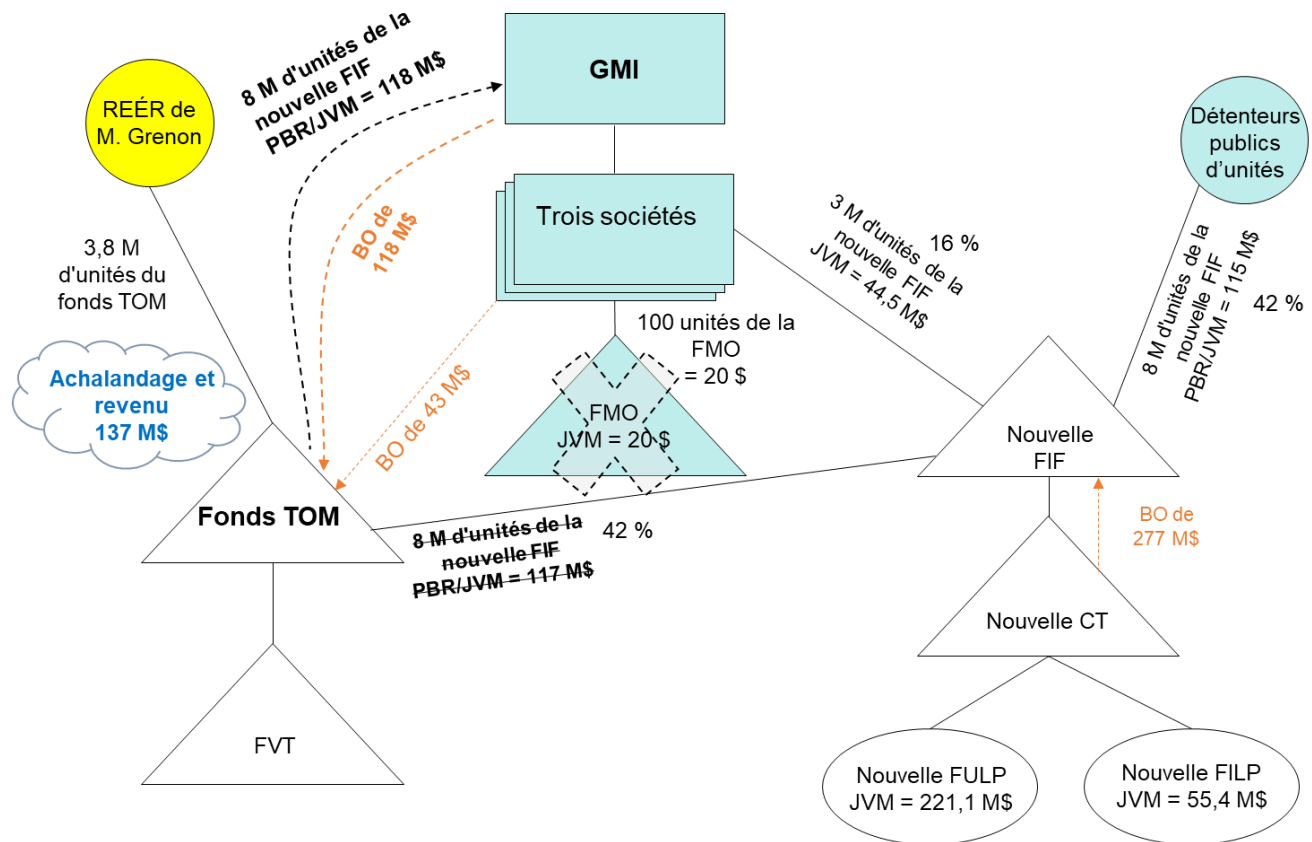 REÉR de
M. Grenon
8 M d'unités de la
nouvelle FIF
PBR/JVM = 118 M$
GMI
Détenteurs
publics
d'unités
BO de
118 M$
Trois sociétés
3,8 M
d'unités du
fonds TOM
3 M d'unités de la
nouvelle FIF
JVM = 44,5 M$
16 %
8 M d'unités de la
nouvelle FIF
PBR/JVM = 115 M$
42 %
100 unités de la
FMO
= 20 $
Achalandage et
revenu
137 M$
BO de 43 M$
FMO
JVM = 20 $
Nouvelle
FIF
Fonds TOM
8 M d'unités de la
nouvelle FIF
PBR/JVM = 117 M$
42 %
BO de
277 M$
Nouvelle CT
FVT
Nouvelle FULP
JVM = 221,1 M$
Nouvelle FILP
JVM = 55,4 M$